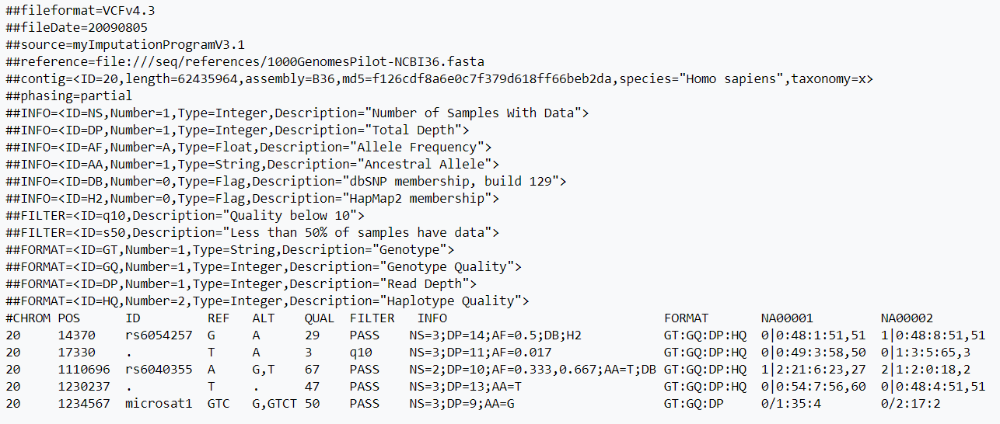 ##fileformat=VCFv4.3
##fileDate=20090805
##source=myImputationProgramV3.1
##reference=file:///seq/references/1000GenomesPilot-NCBI36.fasta
##contig=<ID=20,length=62435964,assembly=B36,md5=f126cdf8a6e0c7f379d618ff66beb2da,species="Homo sapiens",taxonomy=x>
##phasing=partial
##INFO=<ID=NS,Number=1,Type=Integer,Description="Number of Samples With Data">
##INFO=<ID=DP,Number=1,Type=Integer,Description="Total Depth">
##INFO=<ID=AF,Number=A,Type=Float,Description="Allele Frequency">
##INFO=<ID=AA,Number=1,Type=String,Description="Ancestral Allele">
##INFO=<ID=DB,Number=0,Type=Flag,Description="dbSNP membership, build 129">
##INFO=<ID=H2,Number=0,Type=Flag,Description="HapMap2 membership">
##FILTER=<ID=q10,Description="Quality below 10">
##FILTER=<ID=s50,Description="Less than 50% of samples have data">
##FORMAT=<ID=GT,Number=1,Type=String,Description="Genotype">
##FORMAT=<ID=GQ,Number=1,Type=Integer,Description="Genotype Quality">
##FORMAT=<ID=DP,Number=1,Type=Integer,Description="Read Depth">
##FORMAT=<ID=HQ,Number=2,Type=Integer,Description="Haplotype Quality">
#CHROM POS ID REF ALT QUAL FILTER INFO FORMAT NA00001 NA00002
20 14370 rs6054257 G A 29 PASS NS=3;DP=14;AF=0.5;DB;H2 GT:GQ:DP:HQ 0|0:48:1:51,51 1|0:48:8:51,51
20 17330 . T A 3 q10 NS=3;DP=11;AF=0.017 GT:GQ:DP:HQ 0|0:49:3:58,50 0|1:3:5:65,3
20 1110696 rs6040355 A G,T 67 PASS NS=2;DP=10;AF=0.333,0.667;AA=T;DB GT:GQ:DP:HQ 1|2:21:6:23,27 2|1:2:0:18,2
20 1230237 . T . 47 PASS NS=3;DP=13;AA=T GT:GQ:DP:HQ 0|0:54:7:56,60 0|0:48:4:51,51
20 1234567 microsat1 GTC G,GTCT 50 PASS NS=3;DP=9;AA=G GT:GQ:DP 0/1:35:4 0/2:17:2